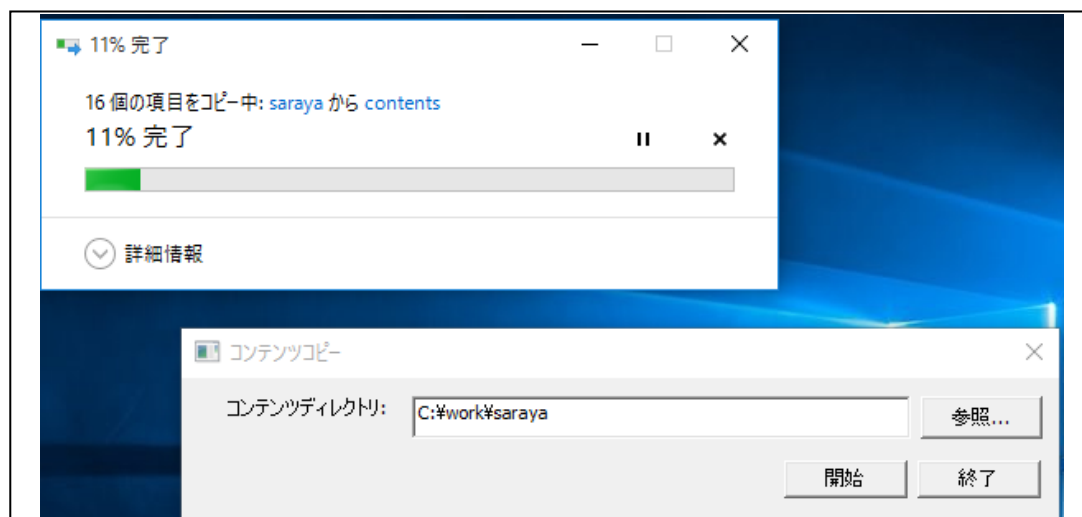 11% 完了
16 個の項目をコピー中: saraya から contents
11% 完了
詳細情報
コンテンツコピー
コンテンツディレクトリ: C:¥work¥saraya 参照...
開始 終了